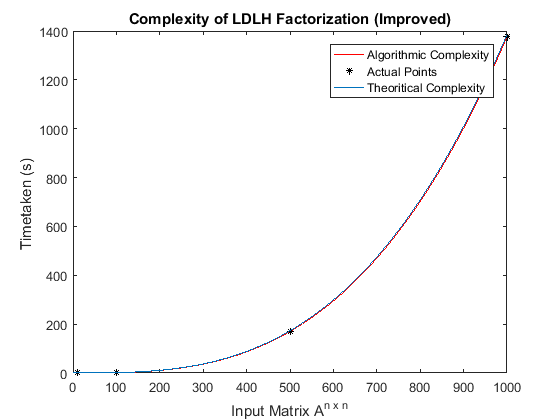 Complexity of LDLH Factorization (Improved)
1400
1200
1000
800
600
400
200
0
Timetaken (s)
Algorithmic Complexity
Actual Points
Theoritical Complexity
0 100 200 300 400 500 600 700 800 900 1000
Input Matrix A^n x n